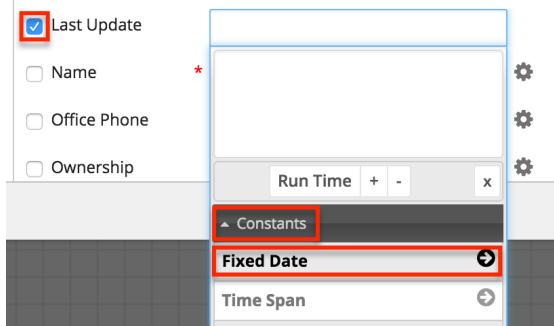 Last Update
Name *
Office Phone
Ownership
Run Time + - x
Constants
Fixed Date
Time Span